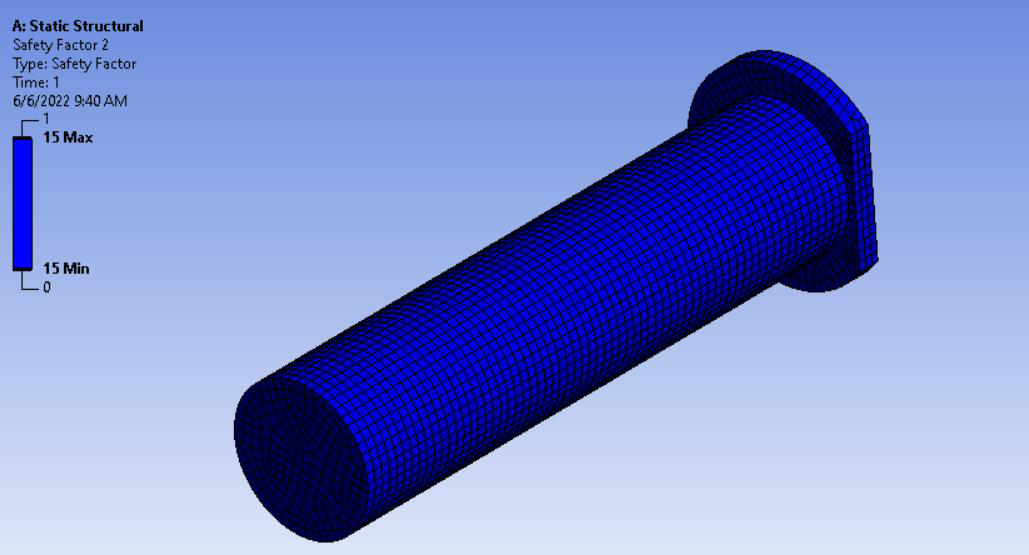 A: Static Structural
Safety Factor 2
Type: Safety Factor
Time: 1
6/6/2022 9:40 AM
1
15 Max
15 Min
0